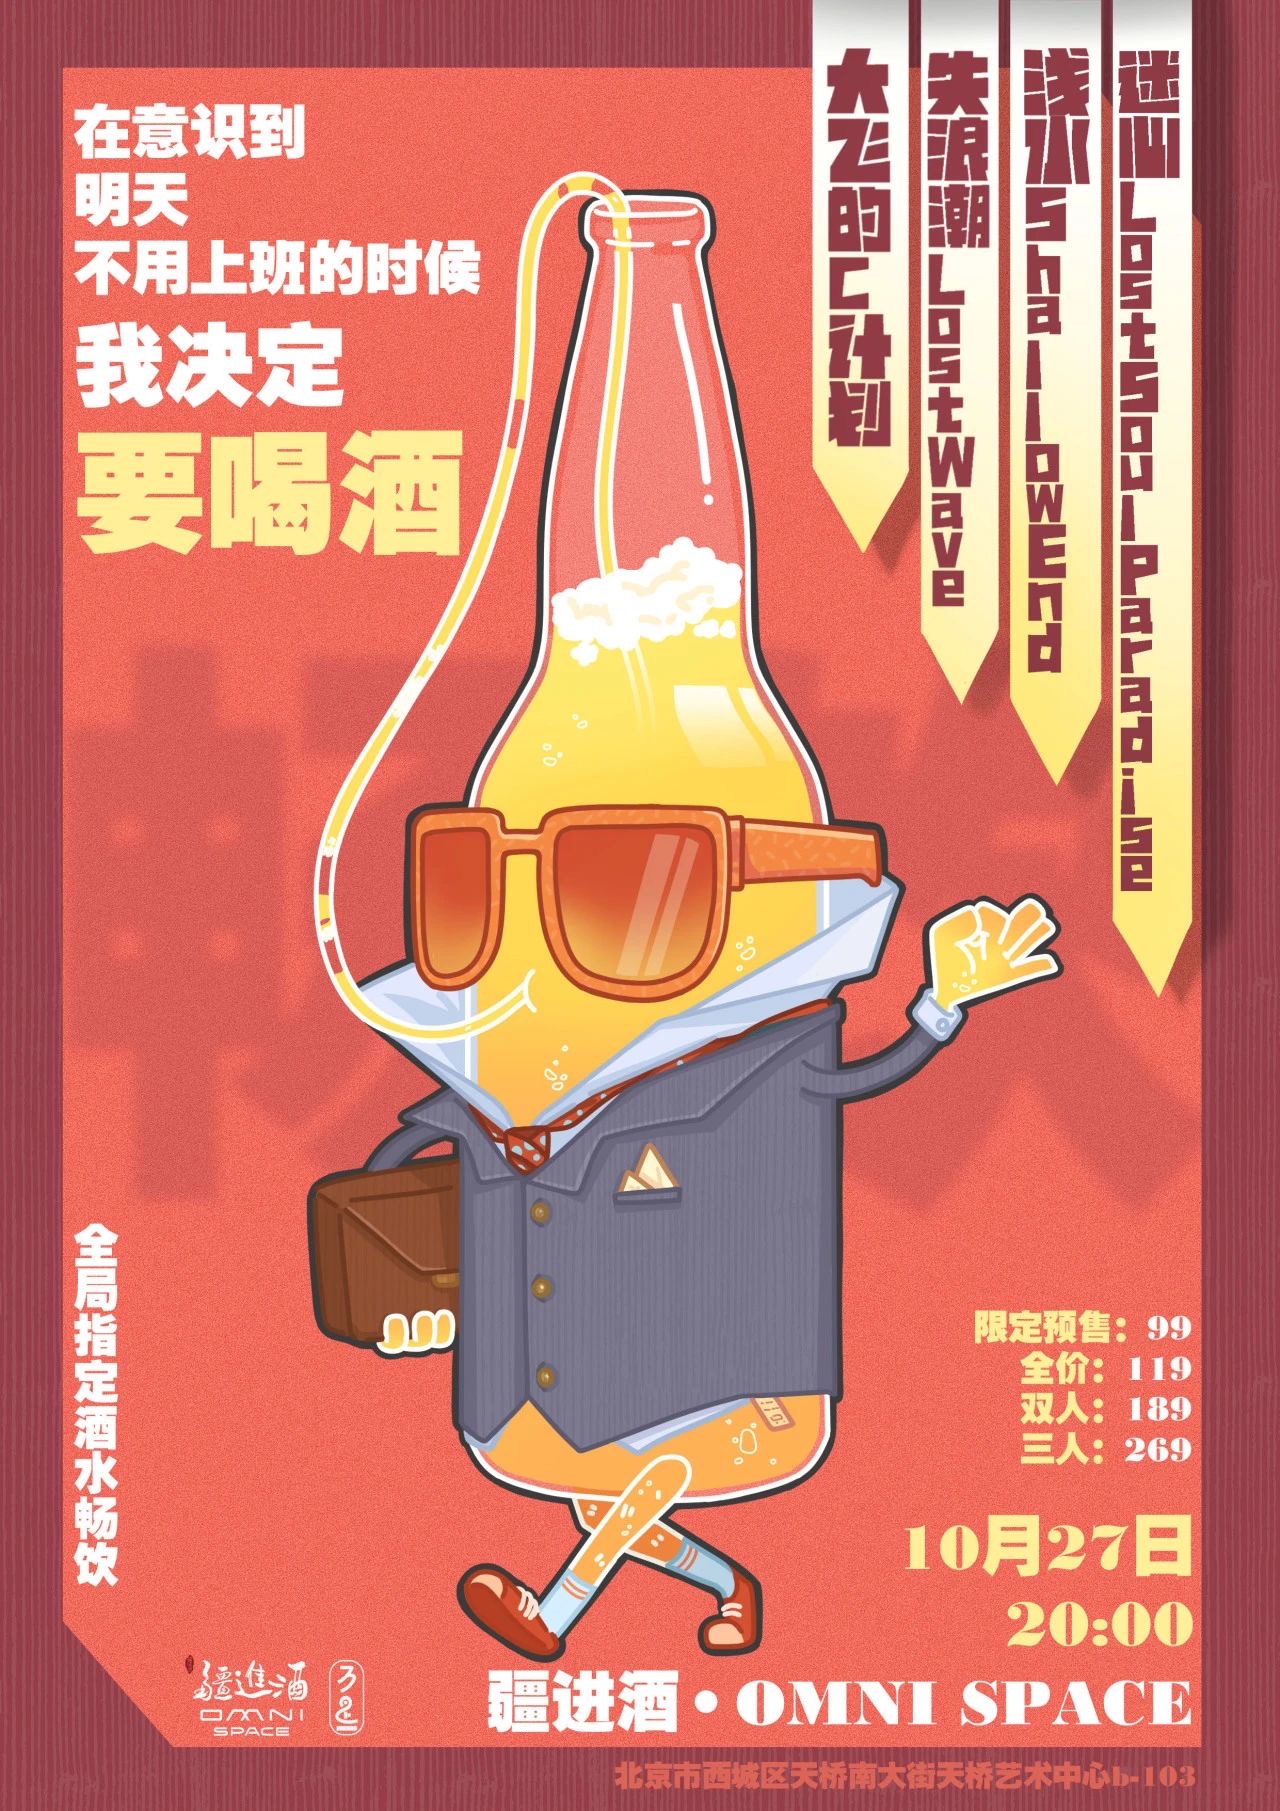 在意识到
明天
不用上班的时候
我决定
要喝酒
大飞的C计划
失浪潮LostWave
浅水ShallowEnd
迷幽LostSoulParadise
全局指定酒水畅饮
限定预售：99
全价：119
双人：189
三人：269
10月27日
20:00
疆進酒
OMNI
SPACE
疆进酒•OMNI SPACE
北京市西城区天桥南大街天桥艺术中心b-103